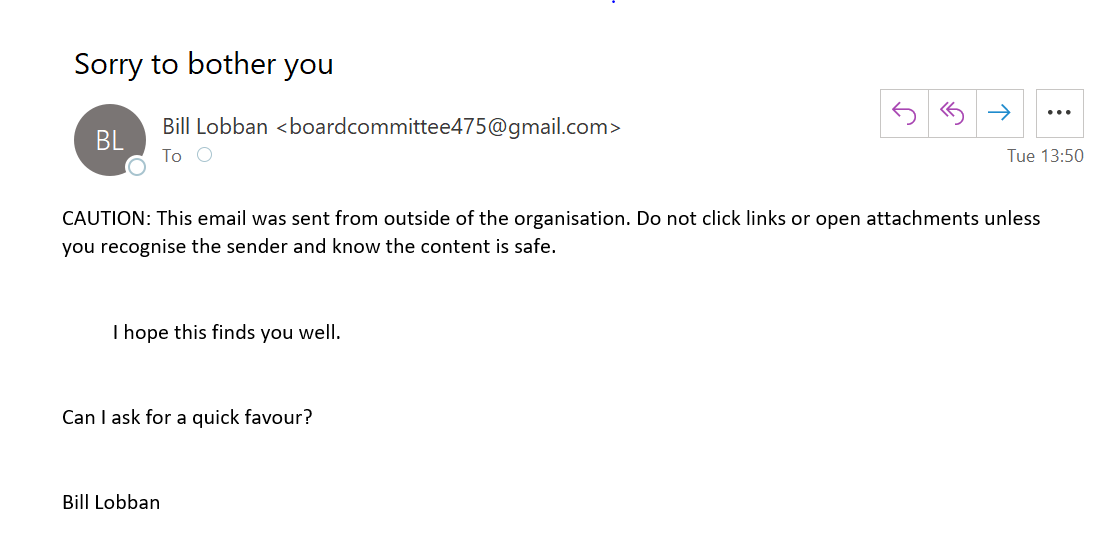 Sorry to bother you
BL
Bill Lobban <boardcommittee475@gmail.com>
To
Tue 13:50
CAUTION: This email was sent from outside of the organisation. Do not click links or open attachments unless
you recognise the sender and know the content is safe.
I hope this finds you well.
Can I ask for a quick favour?
Bill Lobban